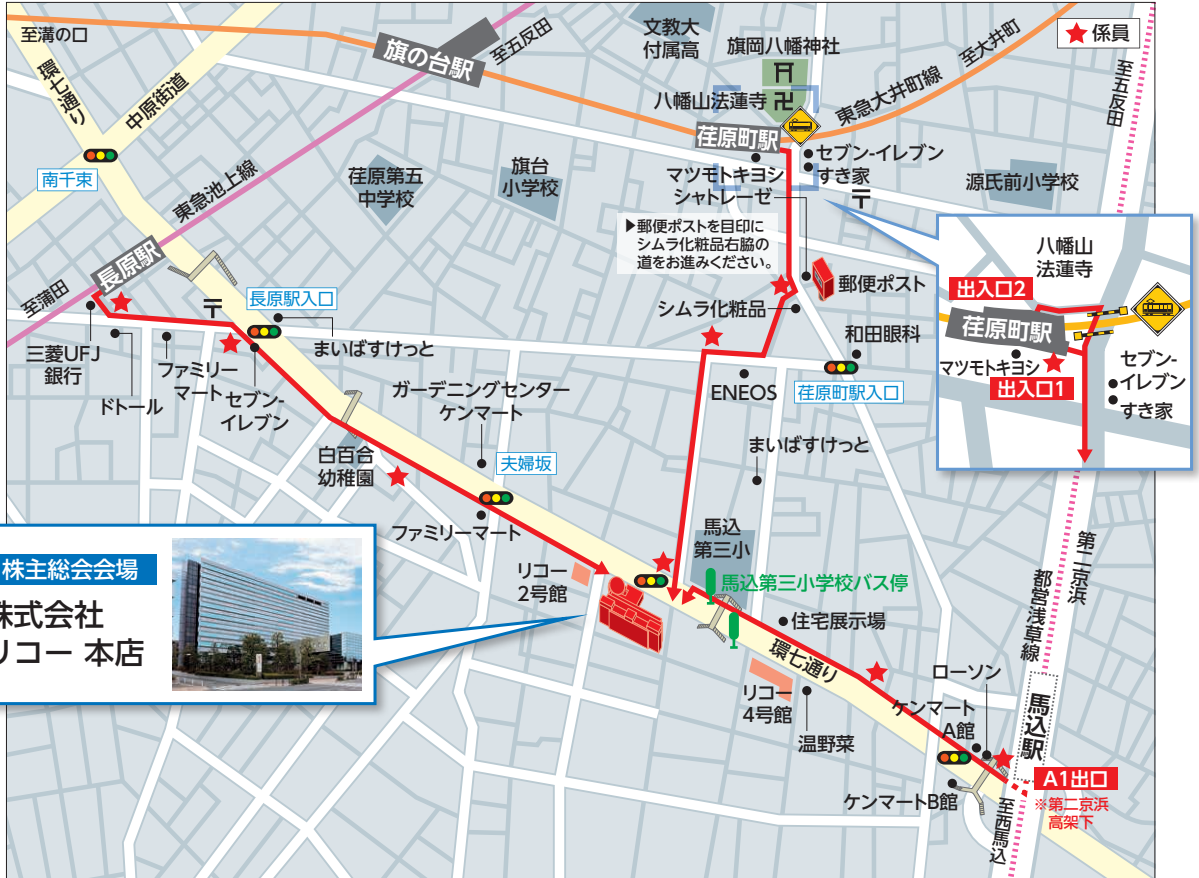 至溝の口
環七通り
中原街道
南千束
東急池上線
旗の台駅
至五反田
文教大
付属高
旗岡八幡神社
八幡山法蓮寺
荏原町駅
東急大井町線
至大井町
★係員
至五反田
荏原第五
中学校
旗台
小学校
マツモトキヨシ
シャトレーゼ
セブン-イレブン
すき家
〒
源氏前小学校
▶郵便ポストを目印に
シムラ化粧品右脇の
道をお進みください。
郵便ポスト
シムラ化粧品
八幡山
法蓮寺
出入口2
荏原町駅
マツモトキヨシ
出入口1
セブン-
イレブン
すき家
長原駅
至蒲田
〒
長原駅入口
まいばすけっと
三菱UFJ
銀行
ドトール
ファミリー
マート
セブン-
イレブン
和田眼科
ENEOS
荏原町駅入口
まいばすけっと
ガーデニングセンター
ケンマート
白百合
幼稚園
夫婦坂
ファミリーマート
リコー
2号館
馬込
第三小
馬込第三小学校バス停
住宅展示場
環七通り
リコー
4号館
温野菜
ローソン
ケンマート
A館
ケンマートB館
第二京浜
都営浅草線
馬込駅
A1出口
※第二京浜
高架下
至西馬込
株主総会会場
株式会社
リコー 本店